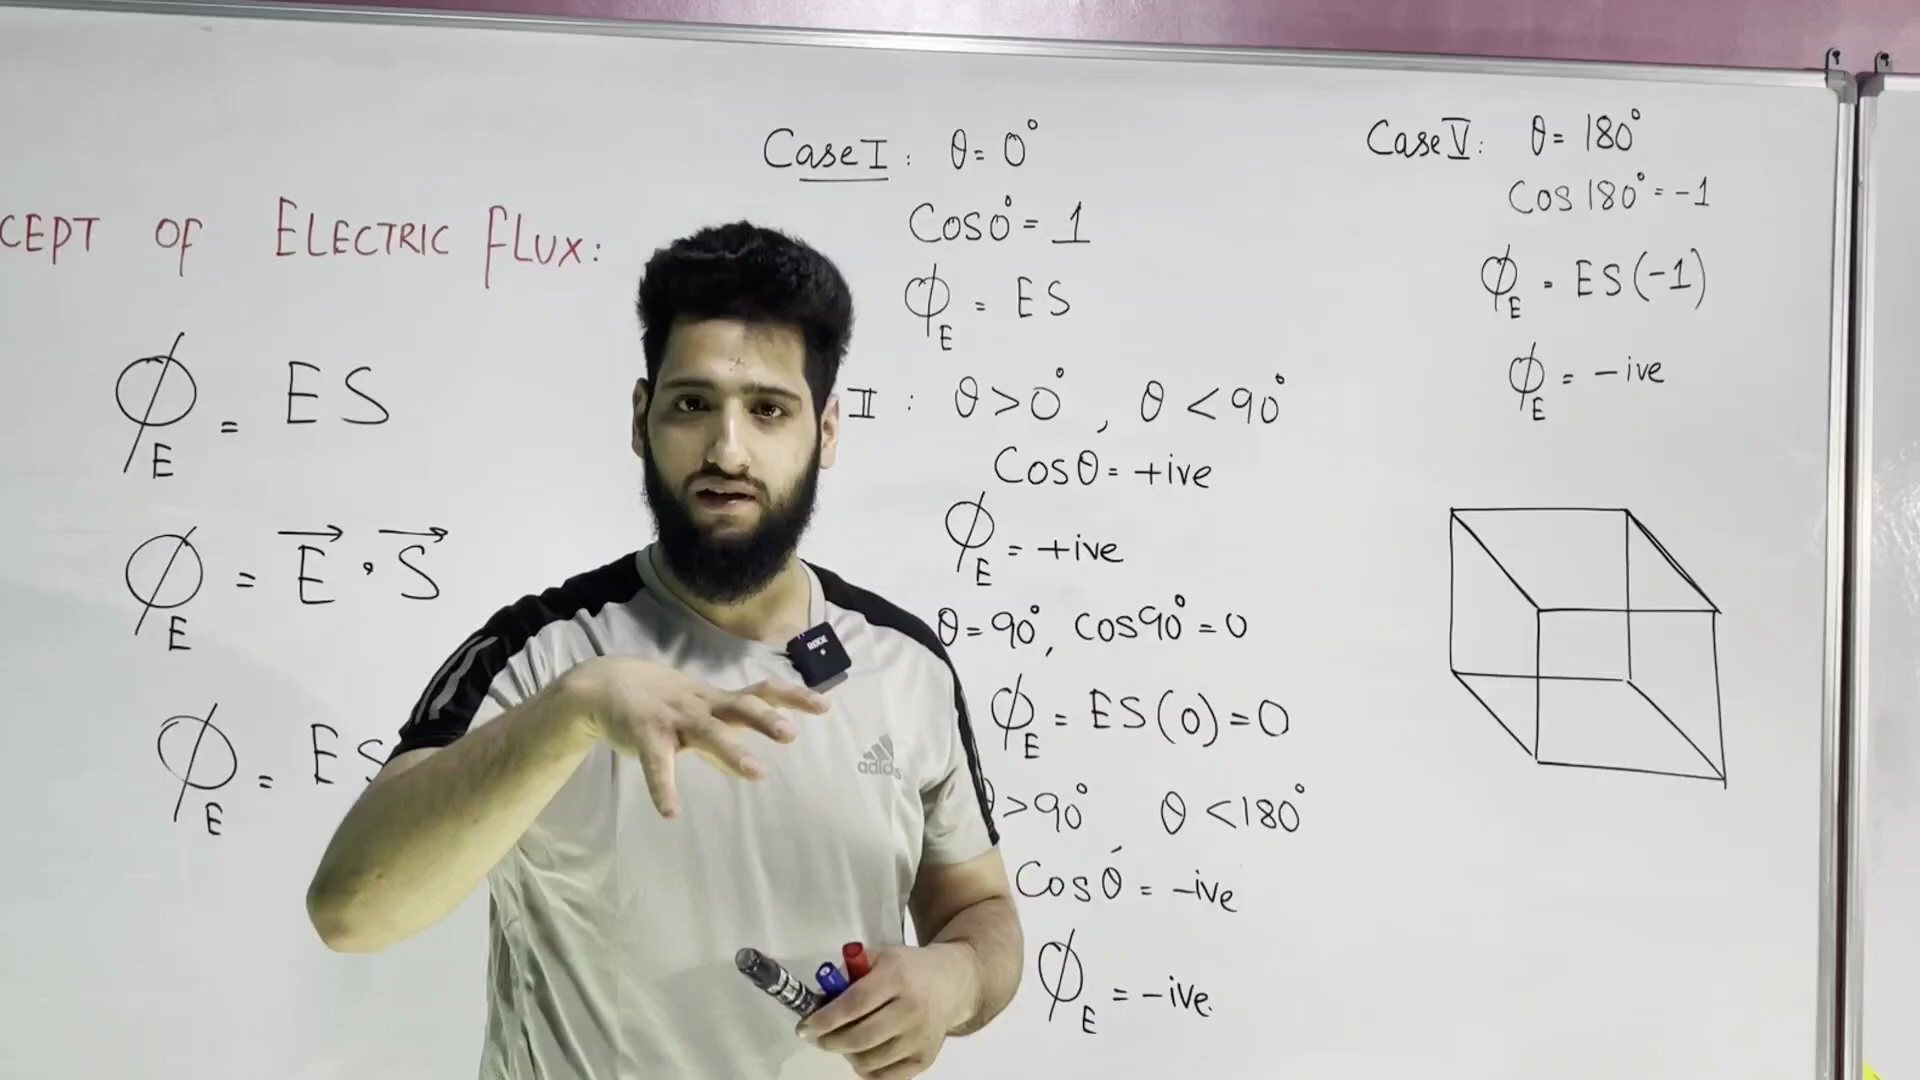 CEPT OF ELECTRIC FLUX:
ϕE = ES
ϕE = E⃗ · S⃗
ϕE = ES
Case I : θ = 0°
Cos0° = 1
ϕE = ES
II : θ > 0° , θ < 90°
Cosθ = +ive
ϕE = +ive
θ = 90°, Cos90° = 0
ϕE = ES(0) = 0
θ > 90° θ < 180°
Cosθ = -ive
ϕE = -ive.
Case V : θ = 180°
Cos 180° = -1
ϕE = ES(-1)
ϕE = -ive
RODE
adidas